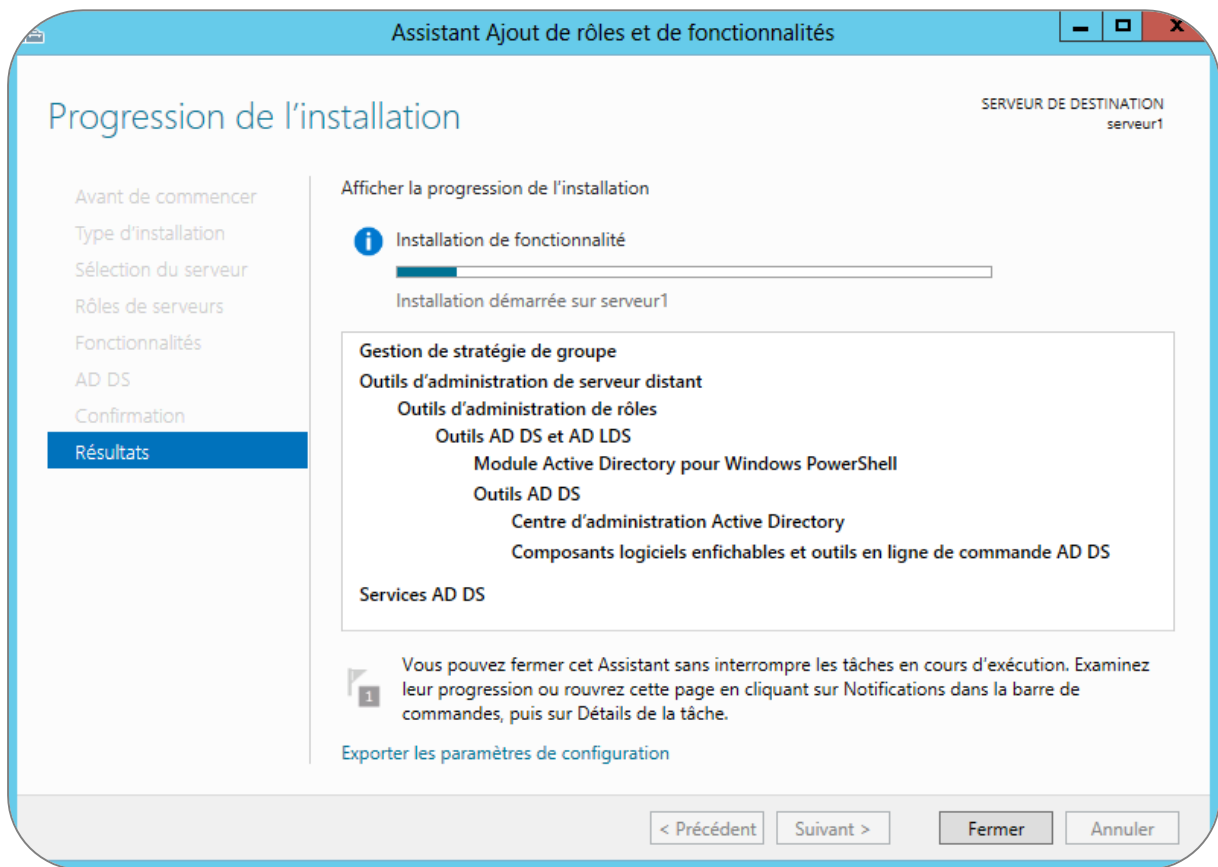 Assistant Ajout de rôles et de fonctionnalités
Progression de l'installation
SERVEUR DE DESTINATION
serveur1
Avant de commencer
Type d'installation
Sélection du serveur
Rôles de serveurs
Fonctionnalités
AD DS
Confirmation
Résultats
Afficher la progression de l'installation
Installation de fonctionnalité
Installation démarrée sur serveur1
Gestion de stratégie de groupe
Outils d'administration de serveur distant
Outils d'administration de rôles
Outils AD DS et AD LDS
Module Active Directory pour Windows PowerShell
Outils AD DS
Centre d'administration Active Directory
Composants logiciels enfichables et outils en ligne de commande AD DS
Services AD DS
1
Vous pouvez fermer cet Assistant sans interrompre les tâches en cours d'exécution. Examinez
leur progression ou rouvrez cette page en cliquant sur Notifications dans la barre de
commandes, puis sur Détails de la tâche.
Exporter les paramètres de configuration
< Précédent
Suivant >
Fermer
Annuler